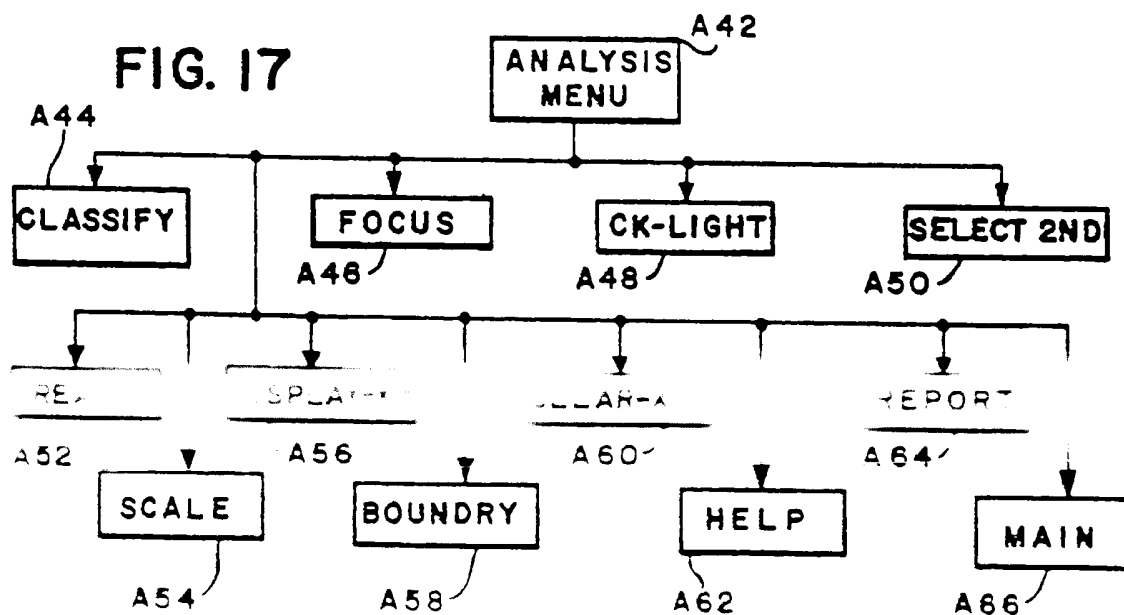 FIG. 17
A42
ANALYSIS
MENU
A44
CLASSIFY
FOCUS
CK-LIGHT
SELECT 2ND
A46
A48
A50
REPORT
A52
A56
A60
A64
SCALE
BOUNDRY
HELP
MAIN
A54
A58
A62
A66